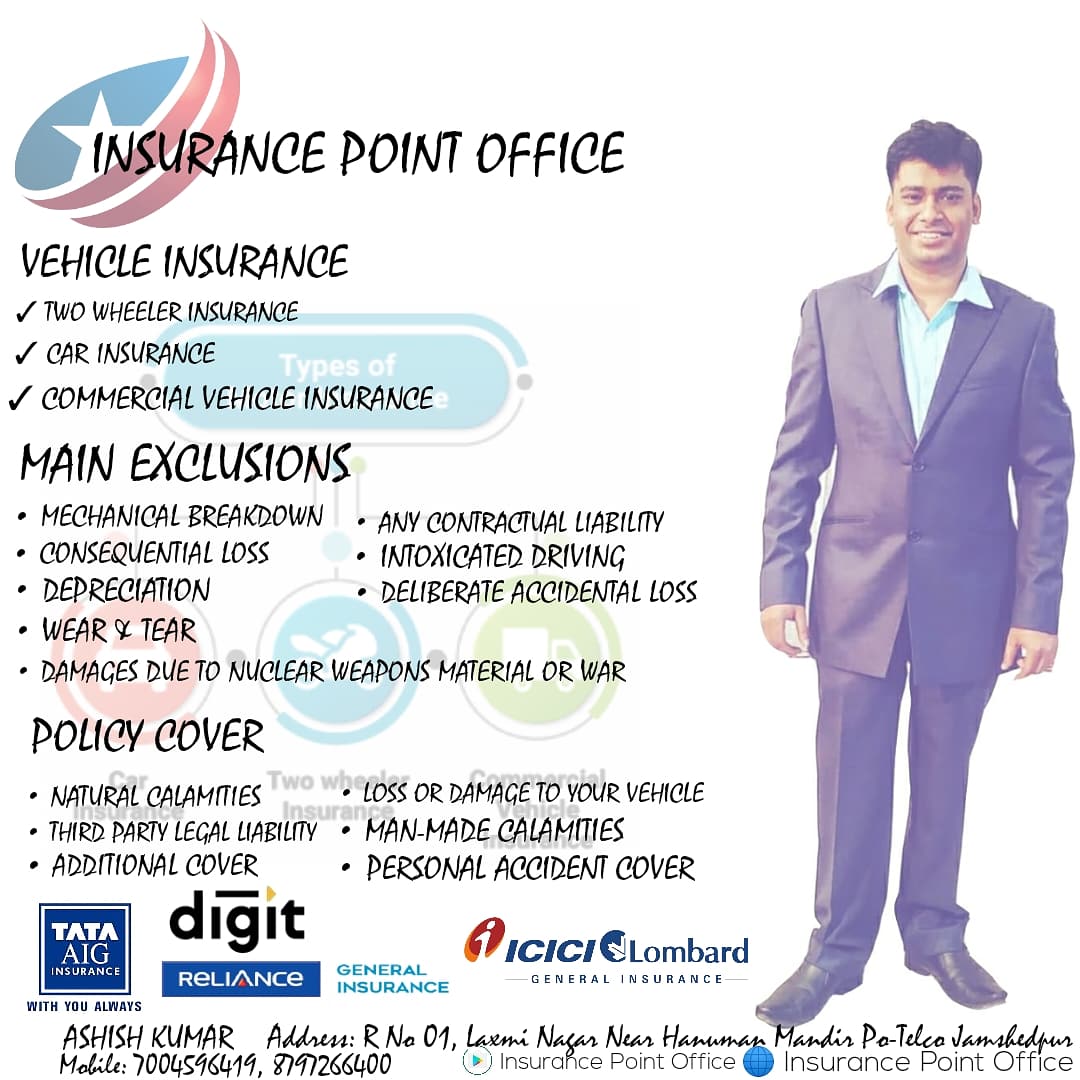 INSURANCE POINT OFFICE
VEHICLE INSURANCE
✓ TWO WHEELER INSURANCE
✓ CAR INSURANCE
✓ COMMERCIAL VEHICLE INSURANCE
Types of
MAIN EXCLUSIONS
• MECHANICAL BREAKDOWN
• CONSEQUENTIAL LOSS
• DEPRECIATION
• WEAR & TEAR
• DAMAGES DUE TO NUCLEAR WEAPONS MATERIAL OR WAR
• ANY CONTRACTUAL LIABILITY
• INTOXICATED DRIVING
• DELIBERATE ACCIDENTAL LOSS
POLICY COVER
Car
Insurance
Two wheeler
Insurance
Commercial
Vehicle
Insurance
• NATURAL CALAMITIES
• THIRD PARTY LEGAL LIABILITY
• ADDITIONAL COVER
• LOSS OR DAMAGE TO YOUR VEHICLE
• MAN-MADE CALAMITIES
• PERSONAL ACCIDENT COVER
TATA
AIG
INSURANCE
WITH YOU ALWAYS
digit
RELIANCE
GENERAL
INSURANCE
ICICI Lombard
GENERAL INSURANCE
ASHISH KUMAR Address: R No 01, Laxmi Nagar Near Hanuman Mandir Po-Telco Jamshedpur
Mobile: 7004596419, 8797266400 Insurance Point Office Insurance Point Office